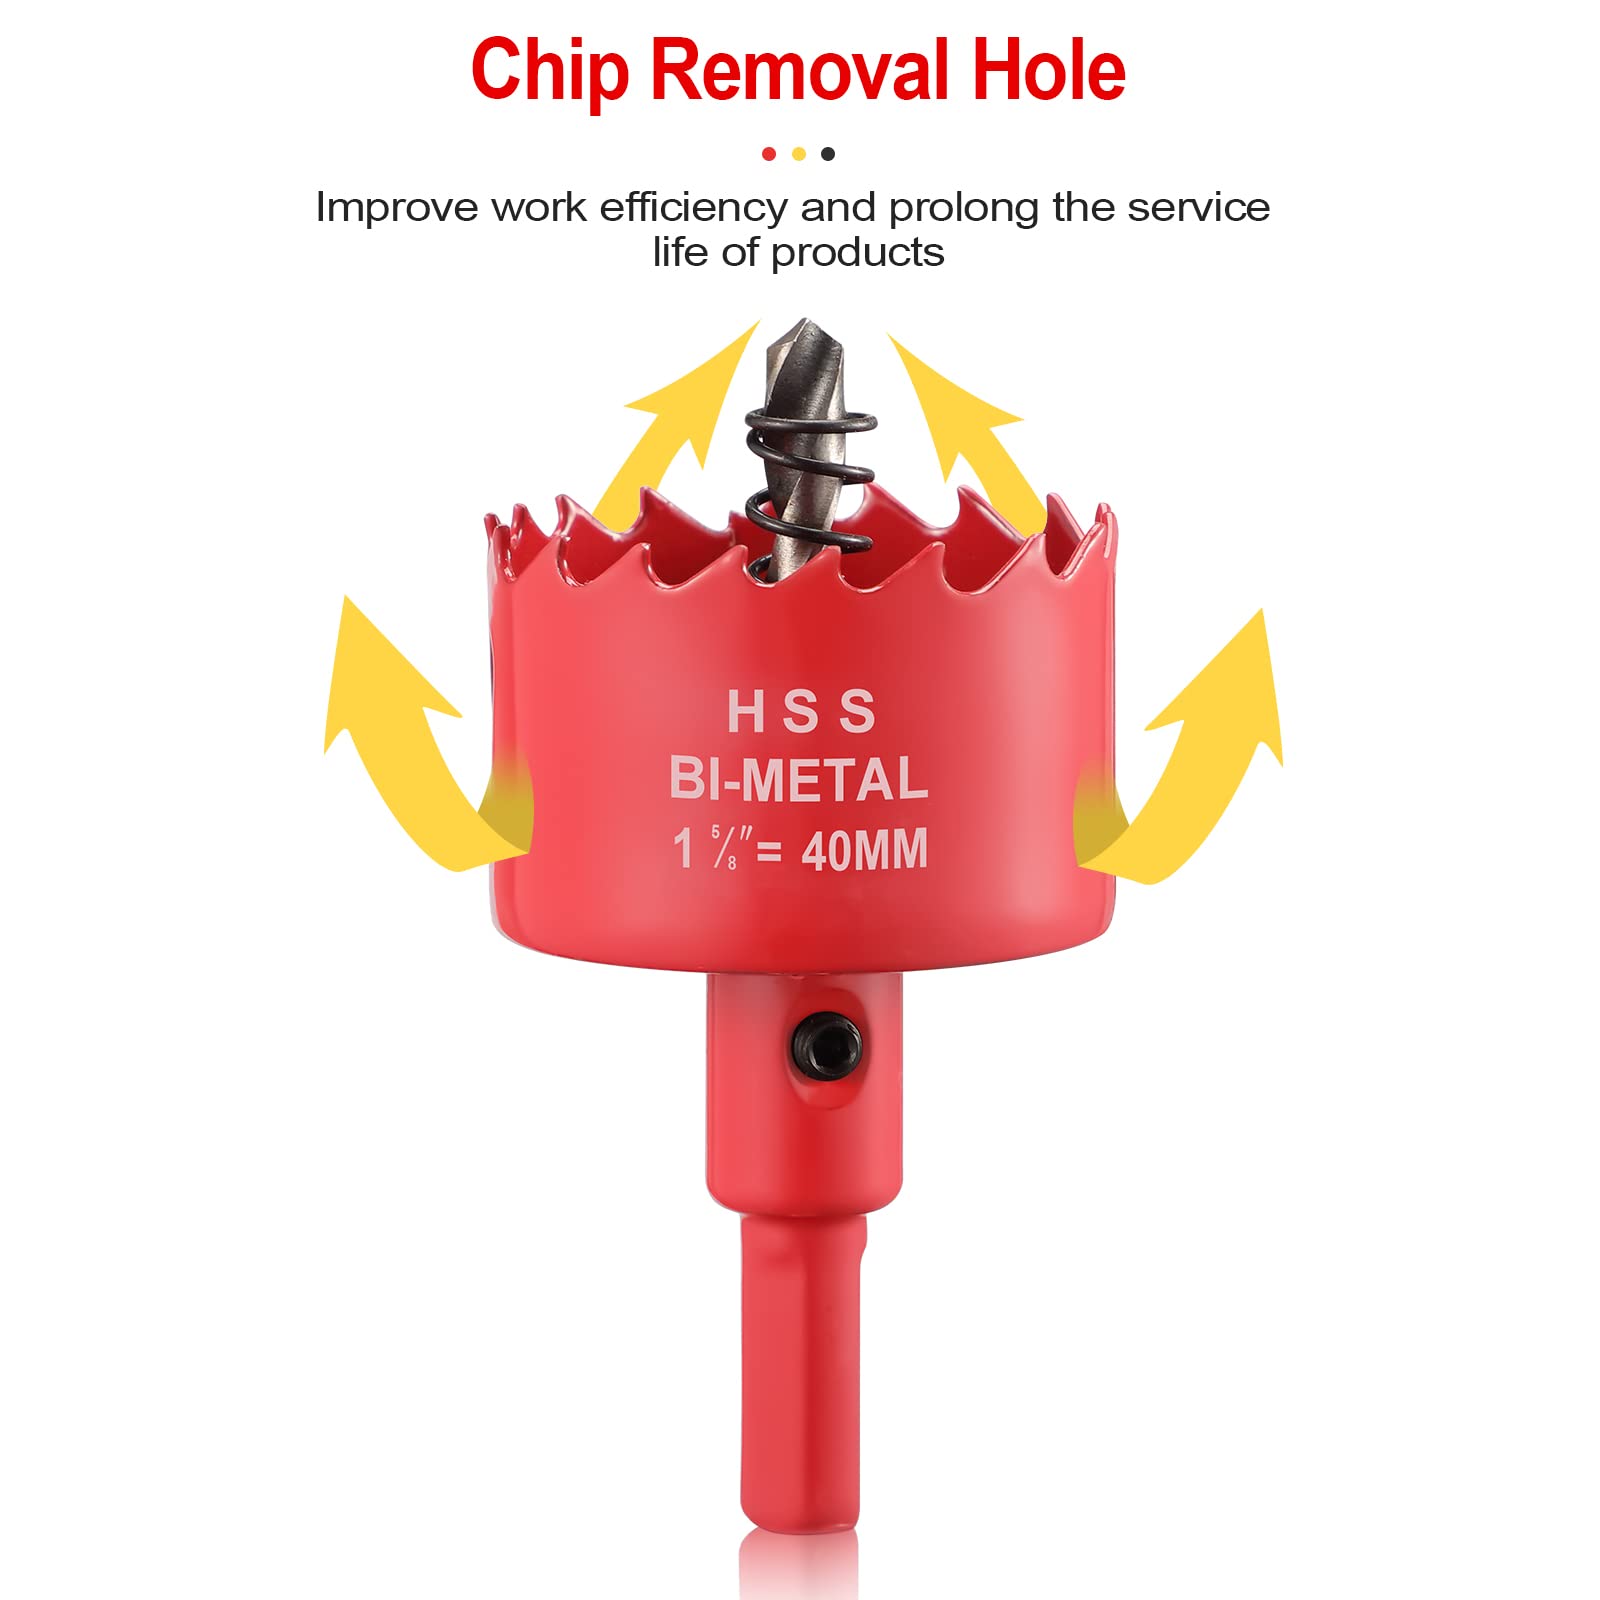 Chip Removal Hole
Improve work efficiency and prolong the service
life of products
HSS
BI-METAL
1 5/8" = 40MM